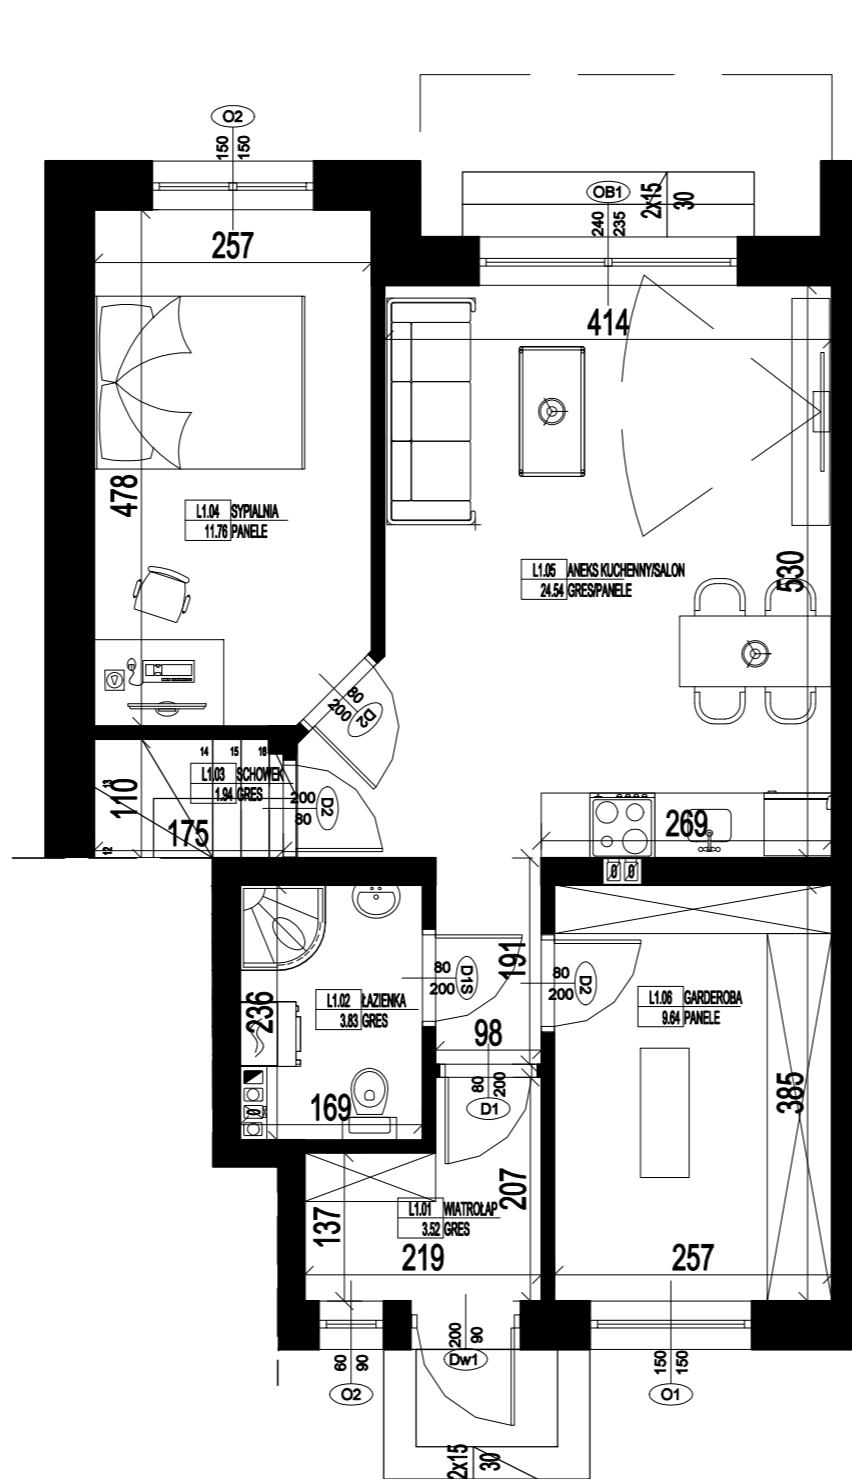 O2
150
150
OB1
240
235
2x15
30
257
414
478
L1.04 SYPIALNIA
11.76 PANELE
530
L1.05 ANEKS KUCHENNY/SALON
24.54 GRES/PANELE
80
200
D2
14 15 16
13
12
L1.03 SCHOWEK
1.94 GRES
110
175
200
80
D2
269
236
L1.02 ŁAZIENKA
3.83 GRES
169
80
200
D1S
191
98
80
200
D2
L1.06 GARDEROBA
9.64 PANELE
385
80
200
D1
207
137
L1.01 WIATROŁAP
3.52 GRES
219
257
60
90
O2
200
90
Dw1
150
150
O1
2x15
30